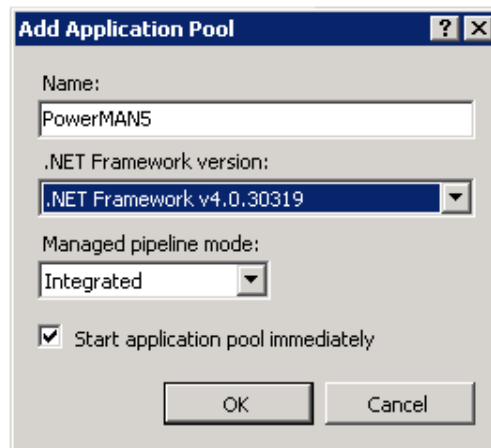 Add Application Pool
Name:
PowerMAN5
.NET Framework version:
.NET Framework v4.0.30319
Managed pipeline mode:
Integrated
Start application pool immediately
OK
Cancel